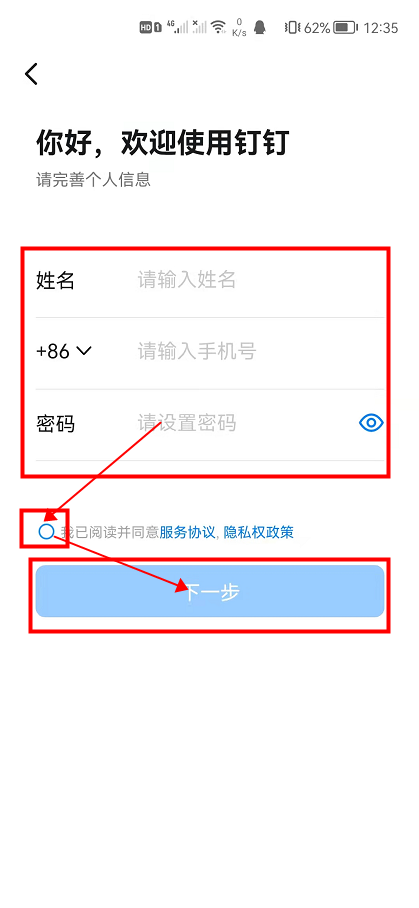 HD 1 4G 0 K/s 62% 12:35
你好，欢迎使用钉钉
请完善个人信息
姓名 请输入姓名
+86 请输入手机号
密码 请设置密码
我已阅读并同意服务协议, 隐私权政策
下一步